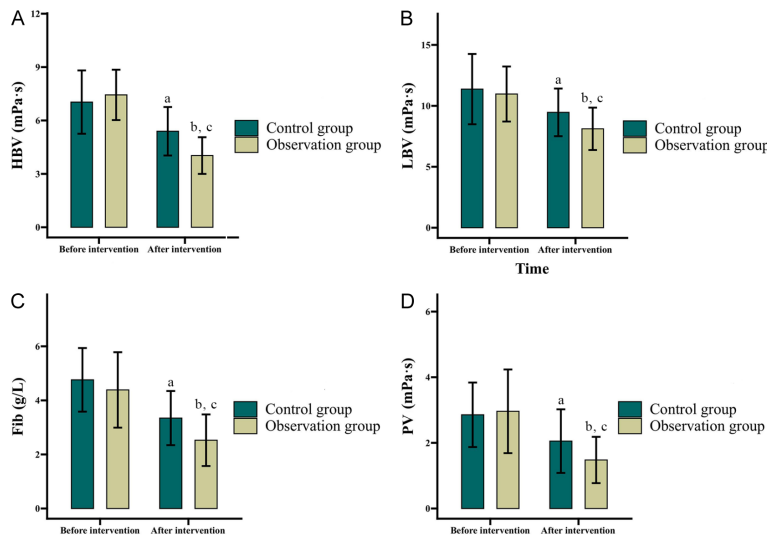 A
12
9
6
3
0
HBV (mPa·s)
a
b, c
Control group
Observation group
Before intervention
After intervention
B
15
10
5
0
LBV (mPa·s)
a
b, c
Control group
Observation group
Before intervention
After intervention
Time
C
6
4
2
0
Fib (g/L)
a
b, c
Control group
Observation group
Before intervention
After intervention
D
6
4
2
0
PV (mPa·s)
a
b, c
Control group
Observation group
Before intervention
After intervention